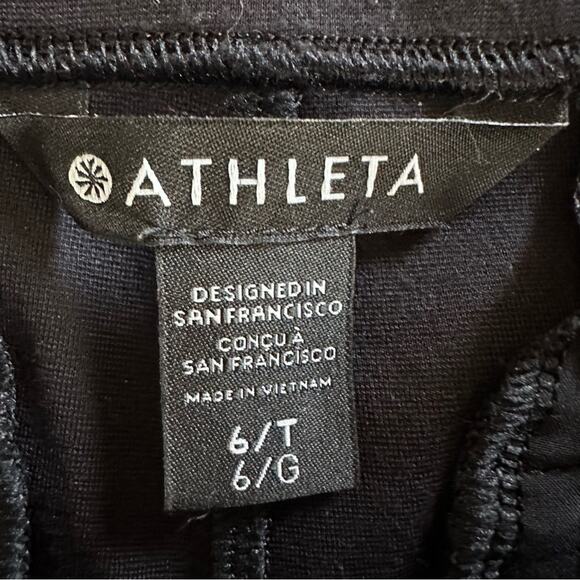 ATHLETA
DESIGNED IN
SAN FRANCISCO
CONÇU À
SAN FRANCISCO
MADE IN VIETNAM
6/T
6/G